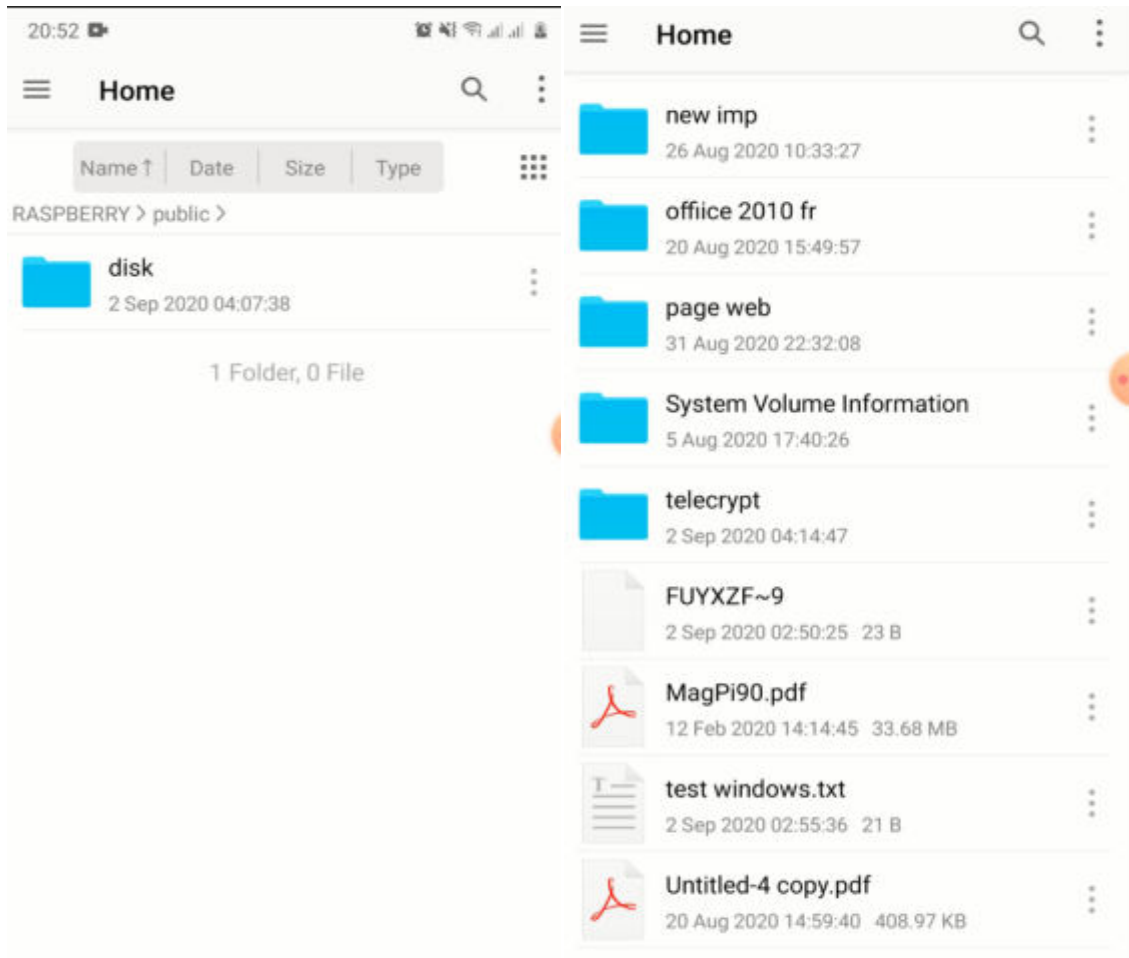 20:52
Home
Name↑ Date Size Type
RASPBERRY > public >
disk
2 Sep 2020 04:07:38
1 Folder, 0 File
Home
new imp
26 Aug 2020 10:33:27
offiice 2010 fr
20 Aug 2020 15:49:57
page web
31 Aug 2020 22:32:08
System Volume Information
5 Aug 2020 17:40:26
telecrypt
2 Sep 2020 04:14:47
FUYXZF~9
2 Sep 2020 02:50:25 23 B
MagPi90.pdf
12 Feb 2020 14:14:45 33.68 MB
test windows.txt
2 Sep 2020 02:55:36 21 B
Untitled-4 copy.pdf
20 Aug 2020 14:59:40 408.97 KB